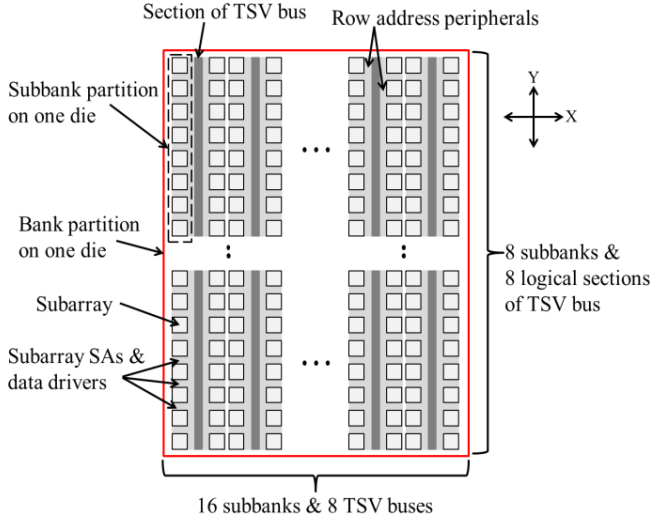 Section of TSV bus
Row address peripherals
Subbank partition
on one die
Y
X
Bank partition
on one die
8 subbanks &
8 logical sections
of TSV bus
Subarray
Subarray SAs &
data drivers
16 subbanks & 8 TSV buses